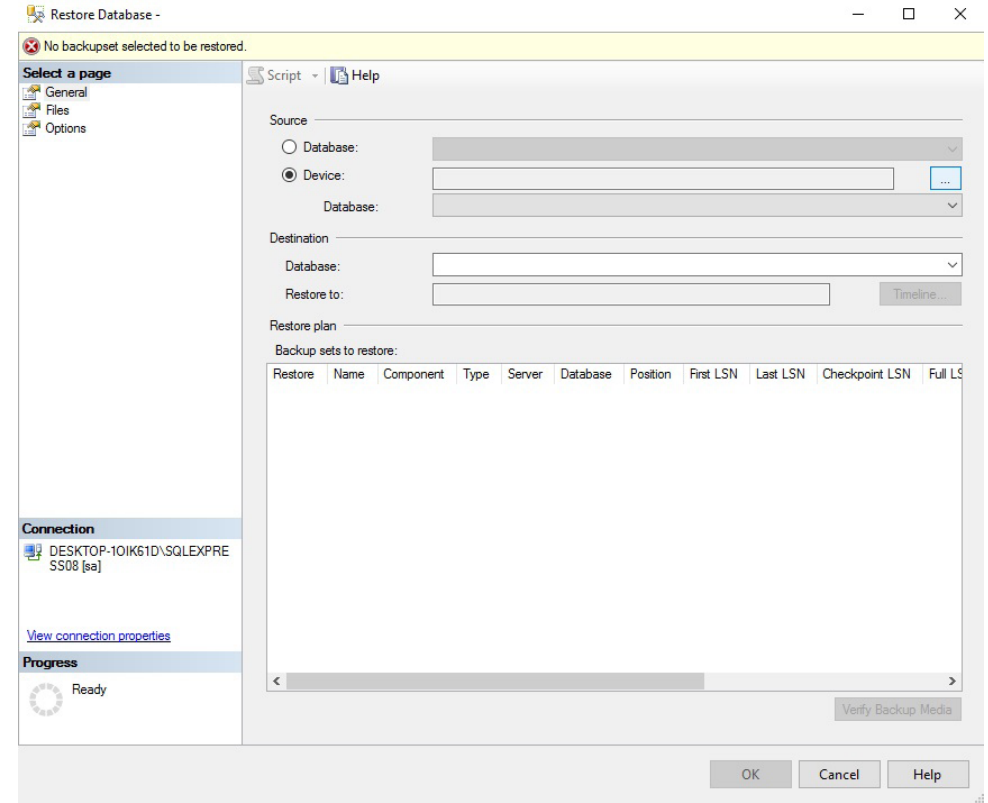 Restore Database -
No backupset selected to be restored.
Select a page
General
Files
Options
Script
Help
Source
Database:
Device:
...
Database:
Destination
Database:
Restore to:
Timeline...
Restore plan
Backup sets to restore:
Restore Name Component Type Server Database Position First LSN Last LSN Checkpoint LSN Full LS
Connection
DESKTOP-1OIK61D\SQLEXPRE
SS08 [sa]
View connection properties
Progress
Ready
Verify Backup Media
OK Cancel Help